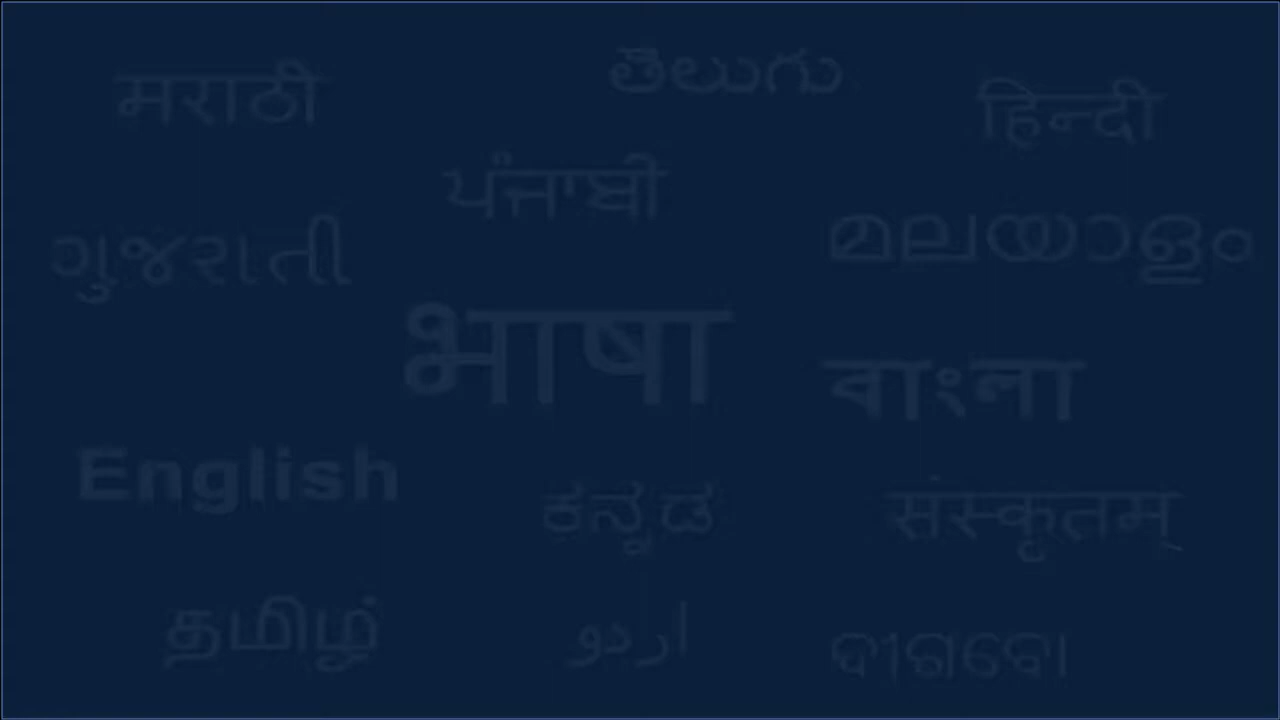 తెలుగు
मराठी
हिन्दी
ਪੰਜਾਬੀ
ગુજરાતી
മലയാളം
भाषा
বাংলা
English
ಕನ್ನಡ
संस्कृतम्
தமிழ்
اردو